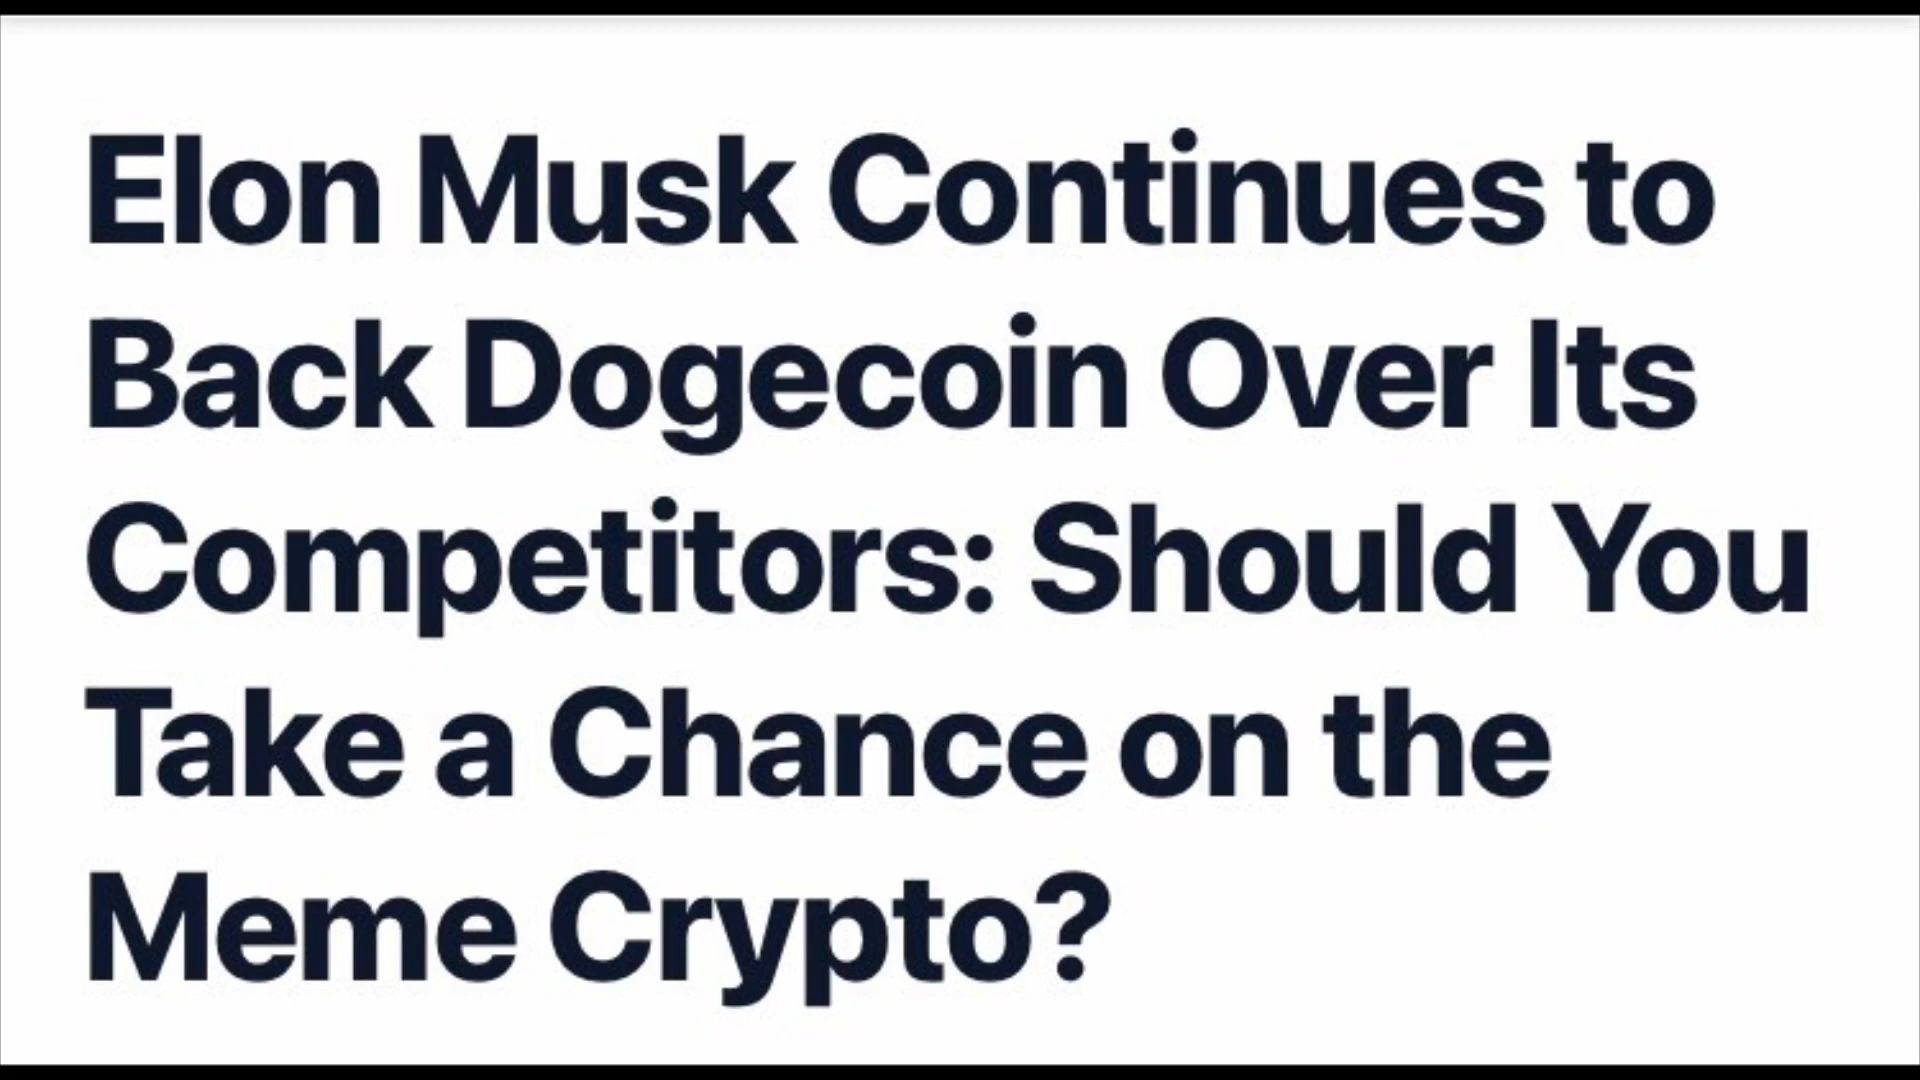 Elon Musk Continues to
Back Dogecoin Over Its
Competitors: Should You
Take a Chance on the
Meme Crypto?